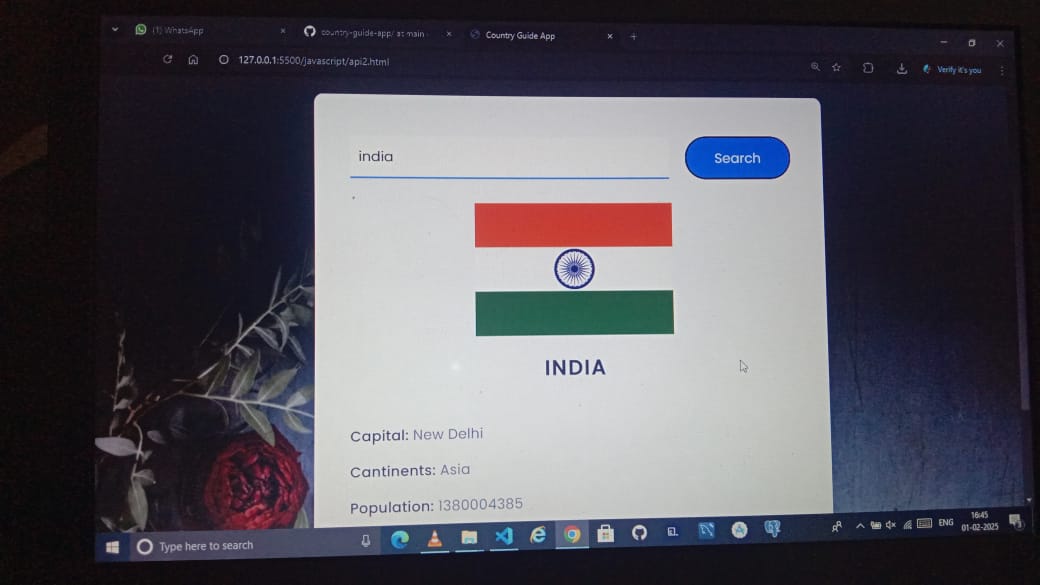 (1) WhatsApp
country-guide-app/ at main
Country Guide App
127.0.0.1:5500/javascript/api2.html
Verify it's you
india
Search
INDIA
Capital: New Delhi
Cantinents: Asia
Population: 1380004385
Type here to search
ENG
16:45
01-02-2025